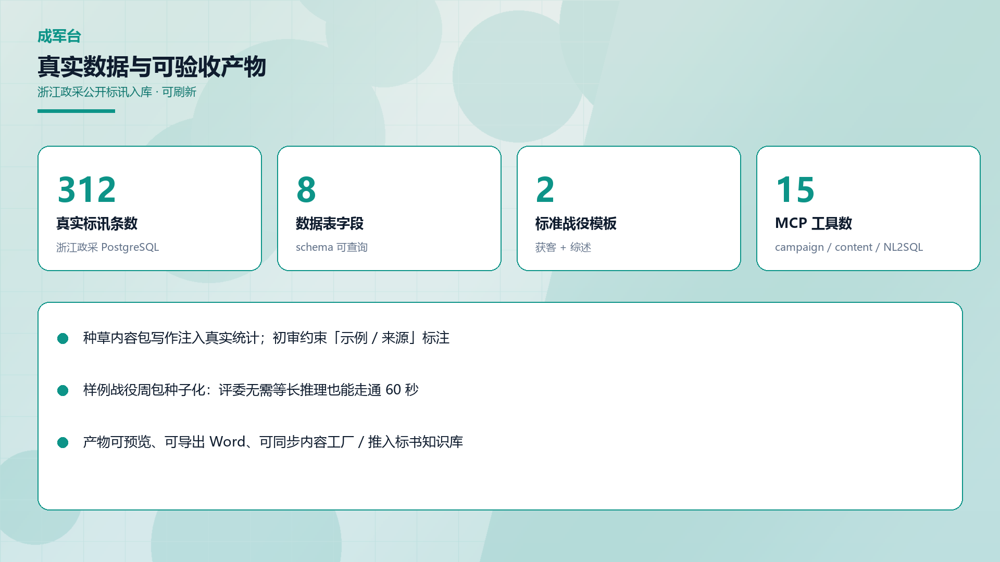 成军台
真实数据与可验收产物
浙江政采公开标讯入库 · 可刷新
312
真实标讯条数
浙江政采 PostgreSQL
8
数据表字段
schema 可查询
2
标准战役模板
获客 + 综述
15
MCP 工具数
campaign / content / NL2SQL
种草内容包写作注入真实统计；初审约束「示例 / 来源」标注
样例战役周包种子化：评委无需等长推理也能走通 60 秒
产物可预览、可导出 Word、可同步内容工厂 / 推入标书知识库